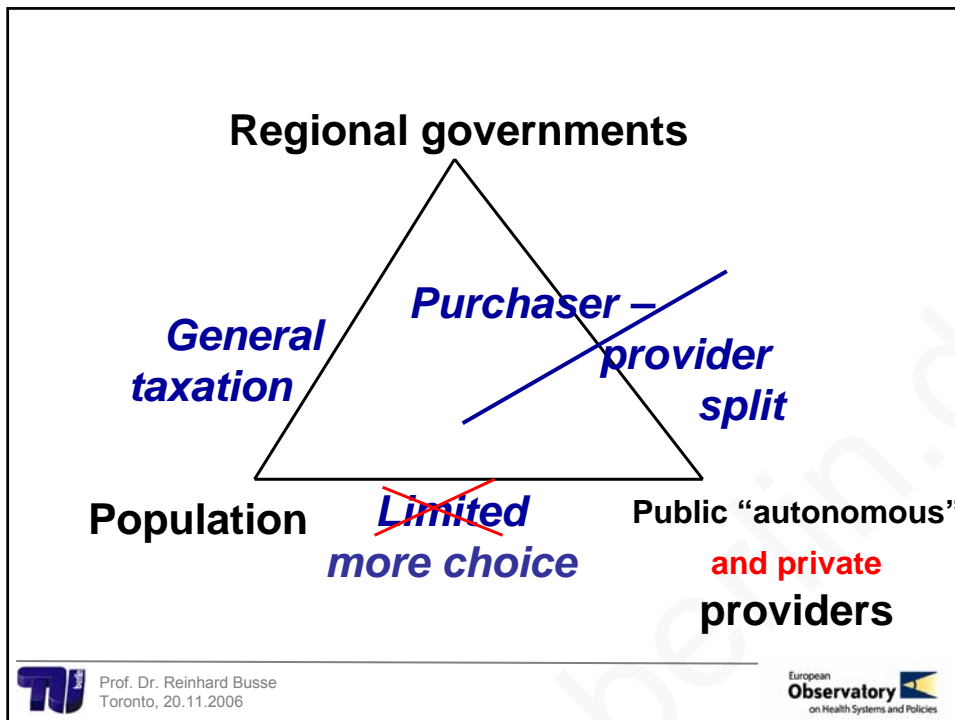 Regional governments
Purchaser –
General
taxation
provider
split
Population
Limited
more choice
Public “autonomous”
and private
providers
Prof. Dr. Reinhard Busse
Toronto, 20.11.2006
European
Observatory
on Health Systems and Policies
berlin.d